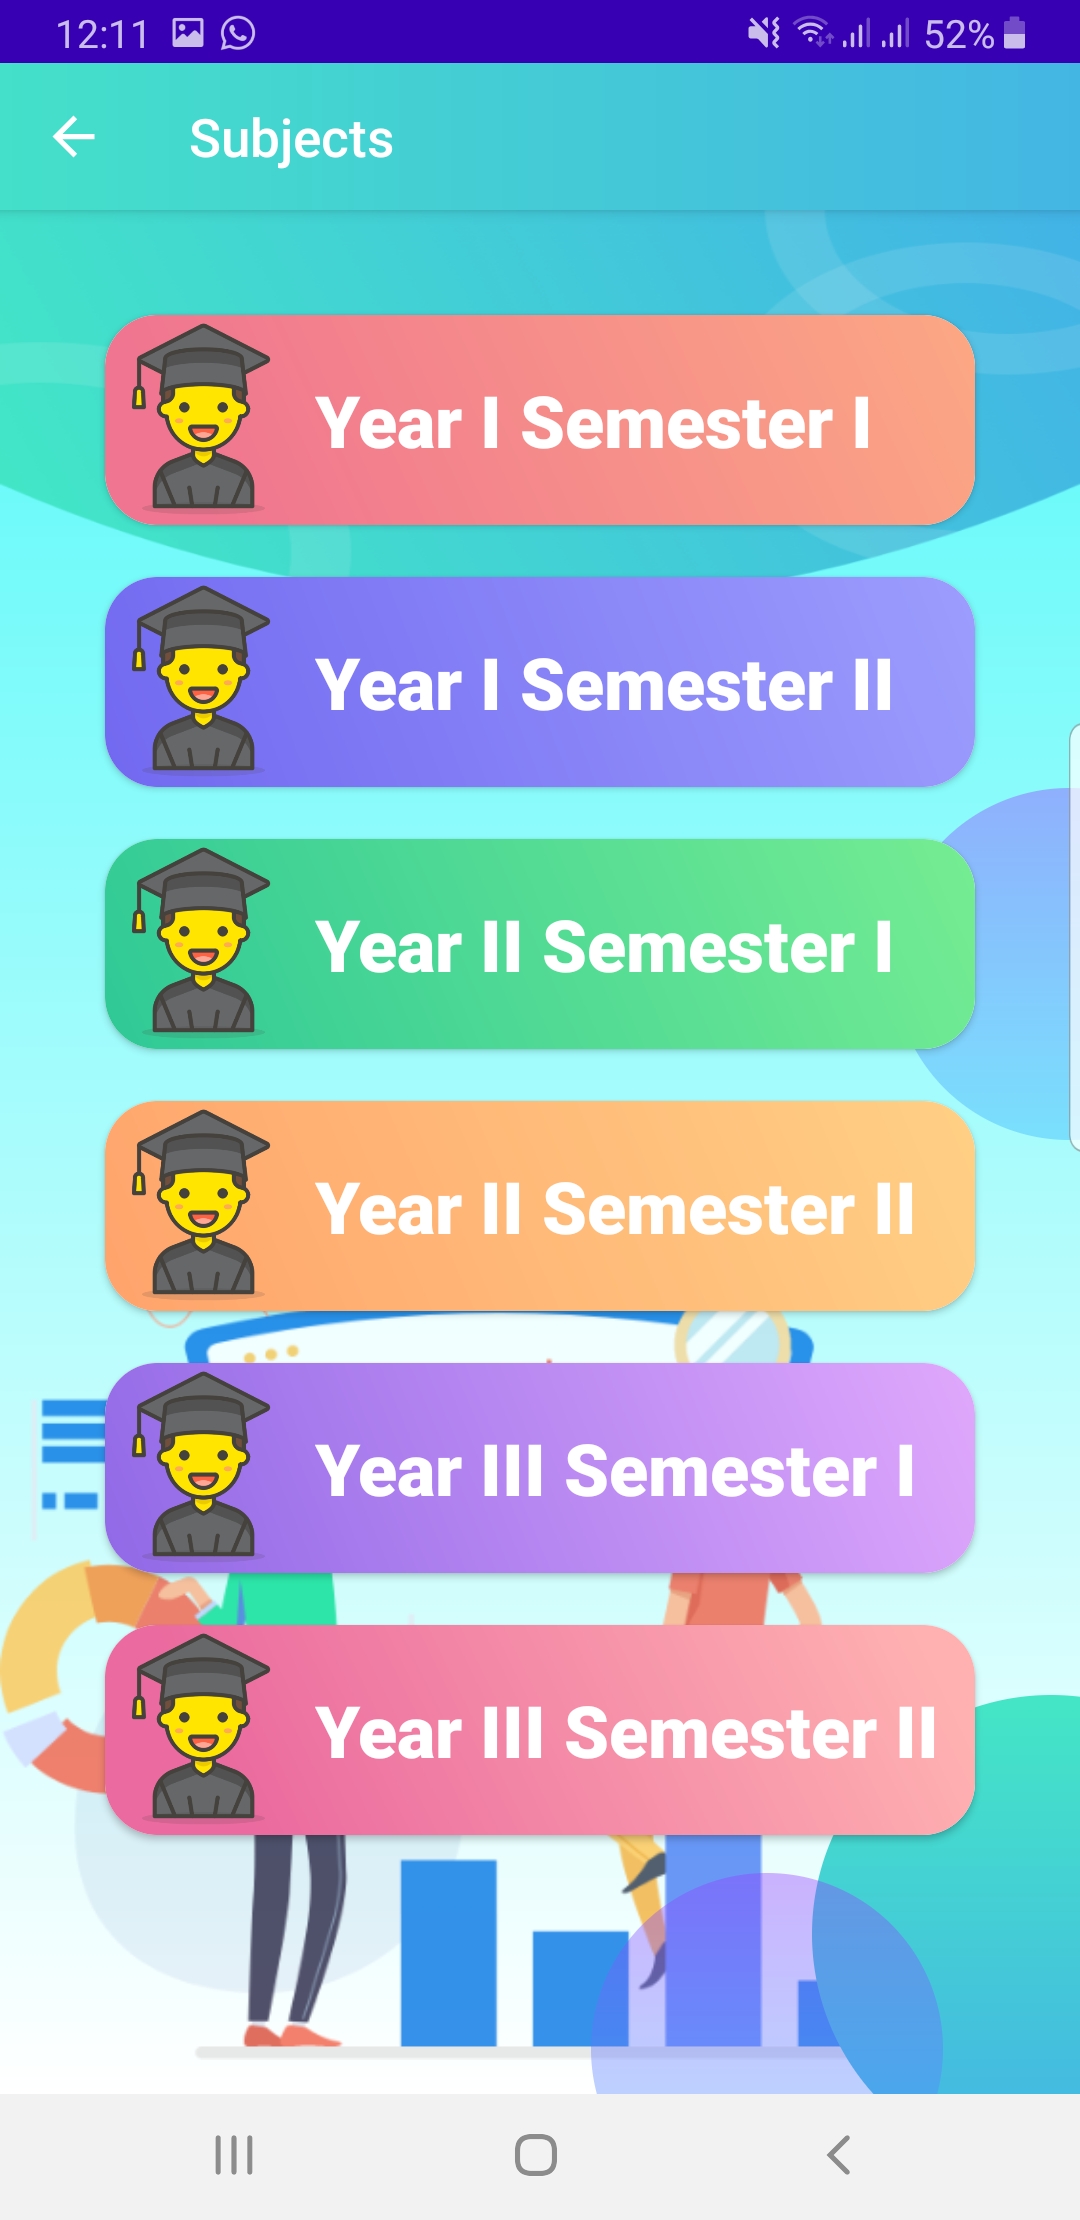 12:11 52%
Subjects
Year I Semester I
Year I Semester II
Year II Semester I
Year II Semester II
Year III Semester I
Year III Semester II